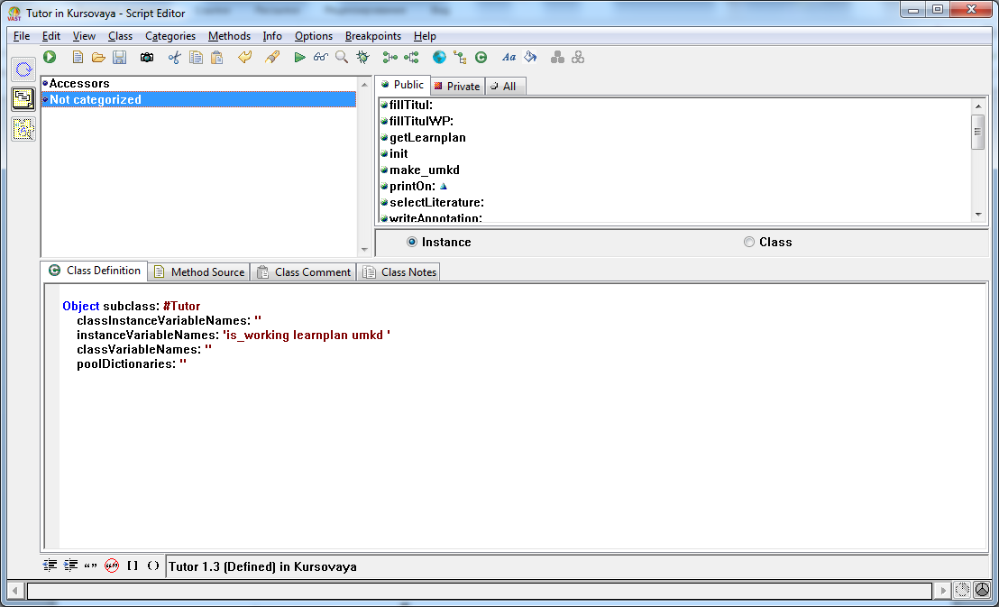 VAST
Tutor in Kursovaya - Script Editor
File Edit View Class Categories Methods Info Options Breakpoints Help
Accessors
Not categorized
Public Private All
fillTitul:
fillTitulWP:
getLearnplan
init
make_umkd
printOn:
selectLiterature:
writeAnnotation:
Instance Class
Class Definition Method Source Class Comment Class Notes
Object subclass: #Tutor
classInstanceVariableNames: ''
instanceVariableNames: 'is_working learnplan umkd '
classVariableNames: ''
poolDictionaries: ''
Tutor 1.3 (Defined) in Kursovaya